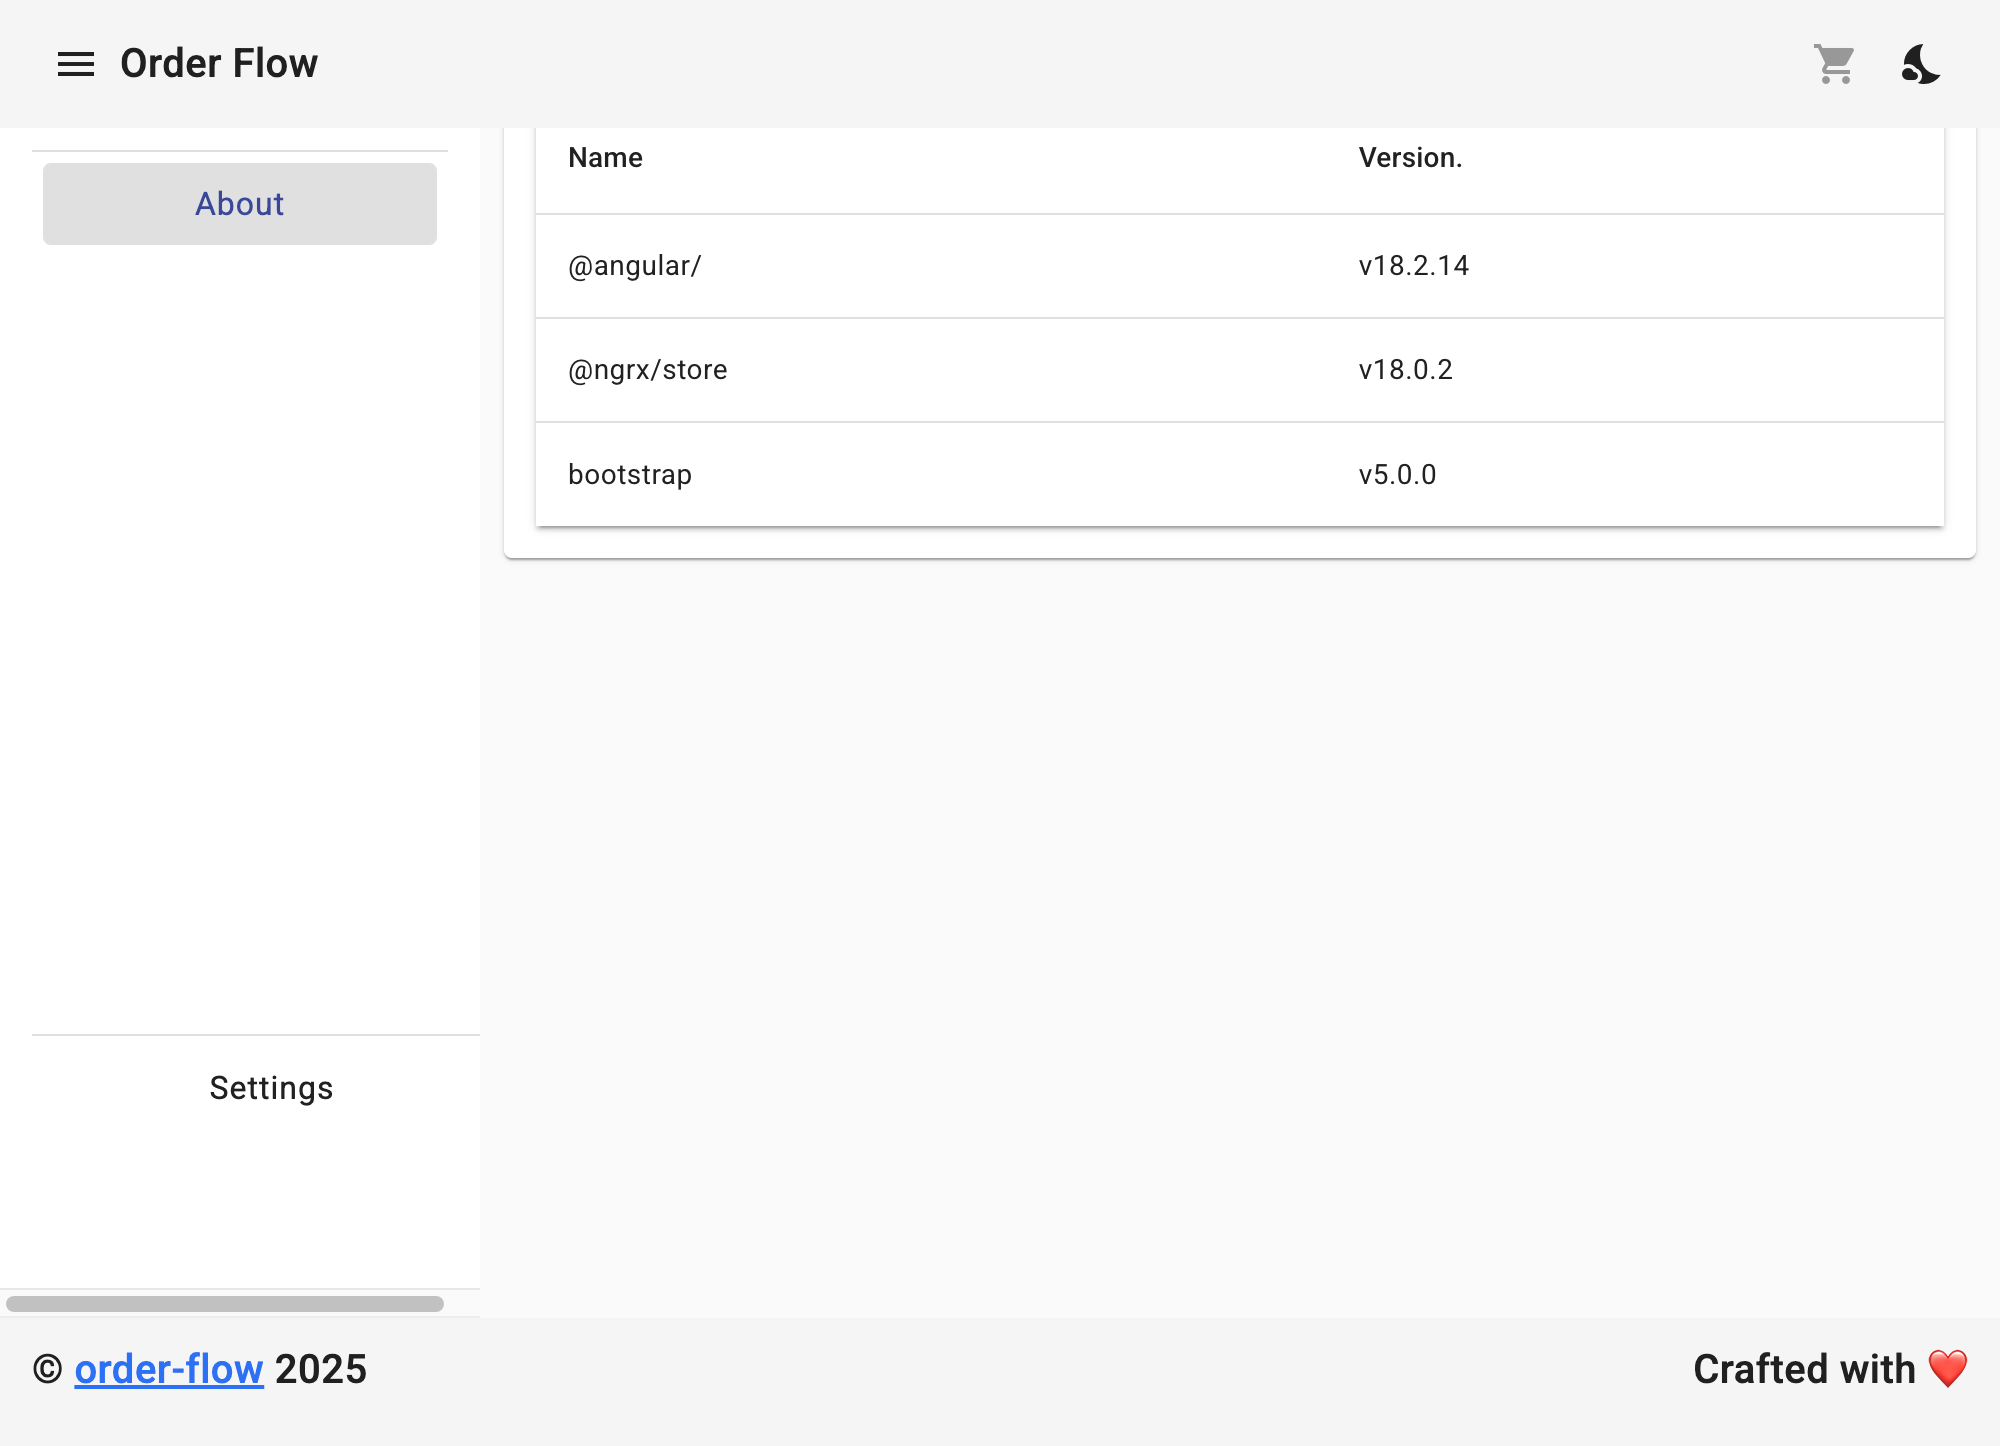 Order Flow
About
Name Version.
@angular/ v18.2.14
@ngrx/store v18.0.2
bootstrap v5.0.0
Settings
© order-flow 2025
Crafted with ❤️